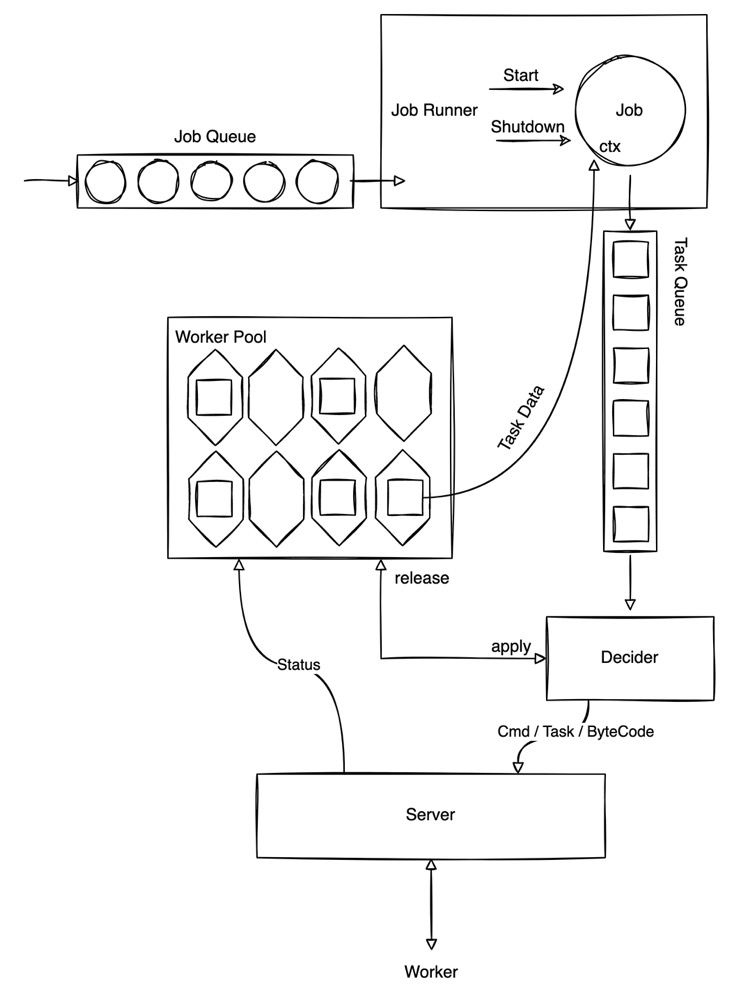 Start
Job Runner
Job
Shutdown
ctx
Job Queue
Task Queue
Worker Pool
Task Data
release
apply
Decider
Status
Cmd / Task / ByteCode
Server
Worker